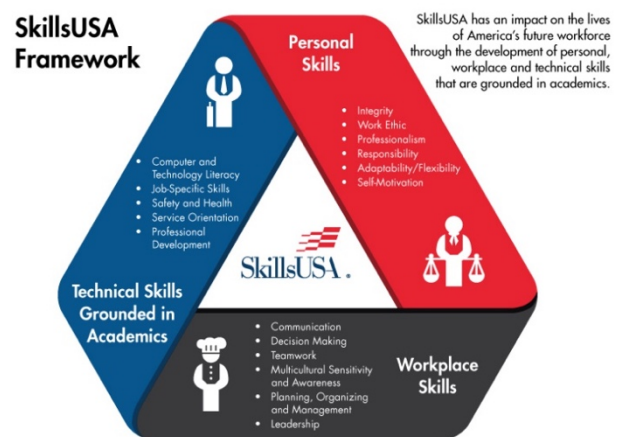 SkillsUSA
Framework
SkillsUSA has an impact on the lives
of America's future workforce
through the development of personal,
workplace and technical skills
that are grounded in academics.
Personal
Skills
• Integrity
• Work Ethic
• Professionalism
• Responsibility
• Adaptability/Flexibility
• Self-Motivation
• Computer and
Technology Literacy
• Job-Specific Skills
• Safety and Health
• Service Orientation
• Professional
Development
Technical Skills
Grounded in
Academics
SkillsUSA®
• Communication
• Decision Making
• Teamwork
• Multicultural Sensitivity
and Awareness
• Planning, Organizing
and Management
• Leadership
Workplace
Skills